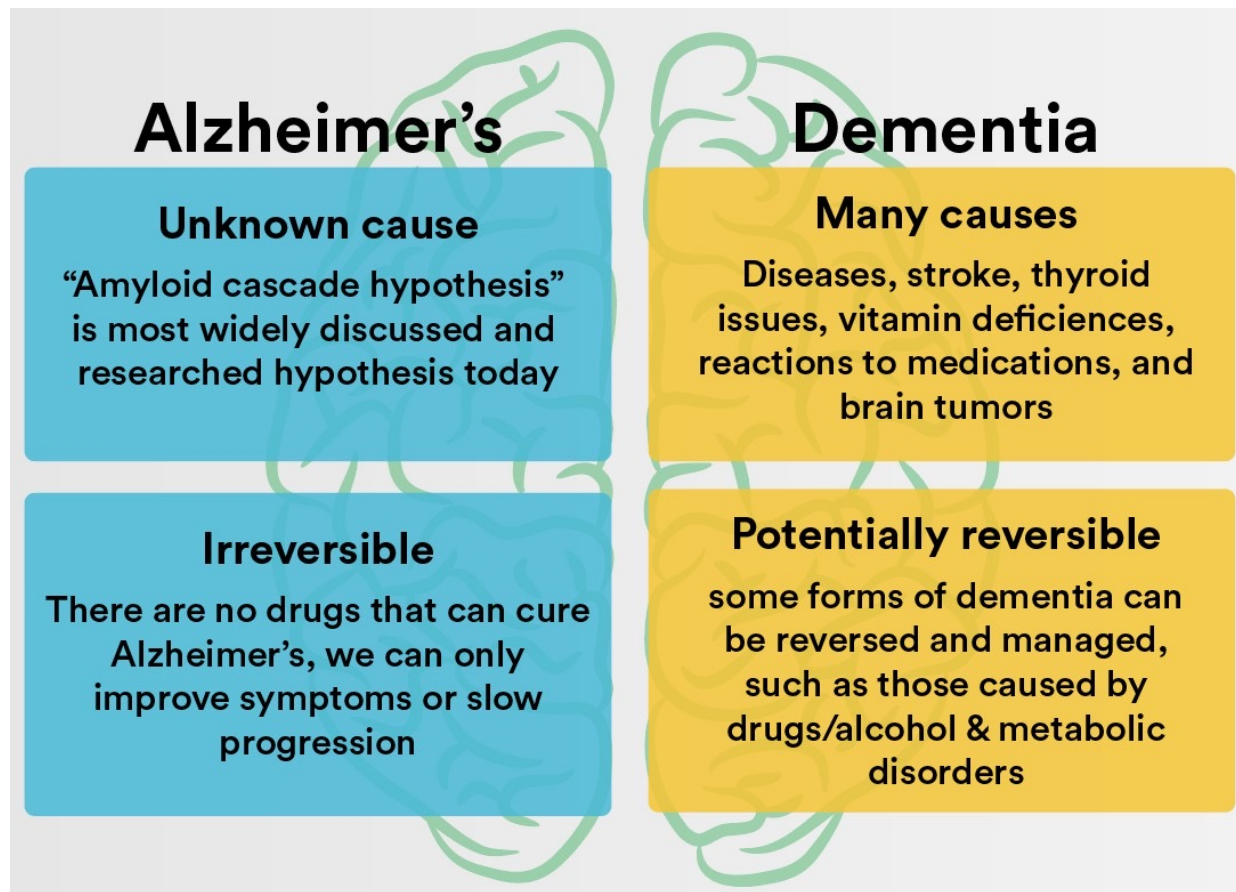 Alzheimer's
Unknown cause
“Amyloid cascade hypothesis”
is most widely discussed and
researched hypothesis today
Irreversible
There are no drugs that can cure
Alzheimer's, we can only
improve symptoms or slow
progression
Dementia
Many causes
Diseases, stroke, thyroid
issues, vitamin deficiences,
reactions to medications, and
brain tumors
Potentially reversible
some forms of dementia can
be reversed and managed,
such as those caused by
drugs/alcohol & metabolic
disorders